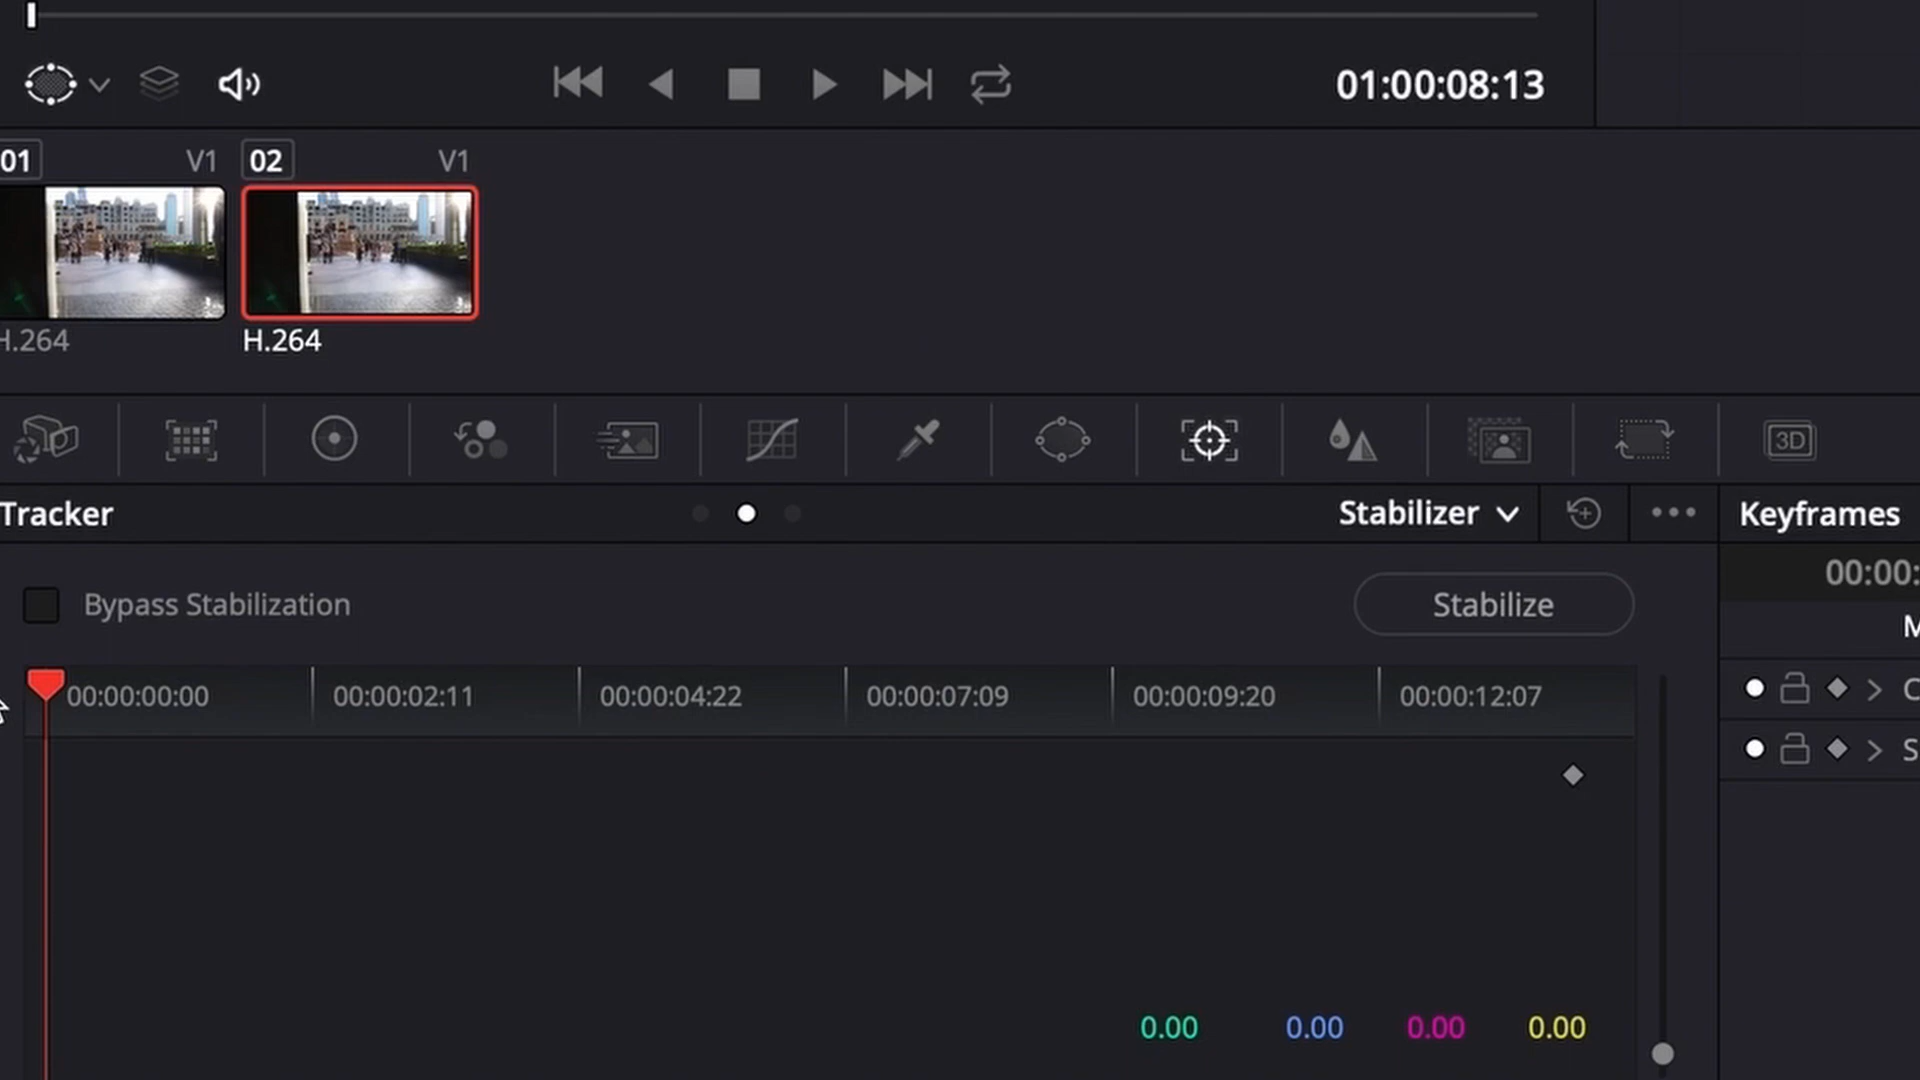 01:00:08:13
01 V1 02 V1
H.264 H.264
3D
Tracker Stabilizer Keyframes
00:00:
Bypass Stabilization Stabilize
M
00:00:00:00 00:00:02:11 00:00:04:22 00:00:07:09 00:00:09:20 00:00:12:07
C
S
0.00 0.00 0.00 0.00